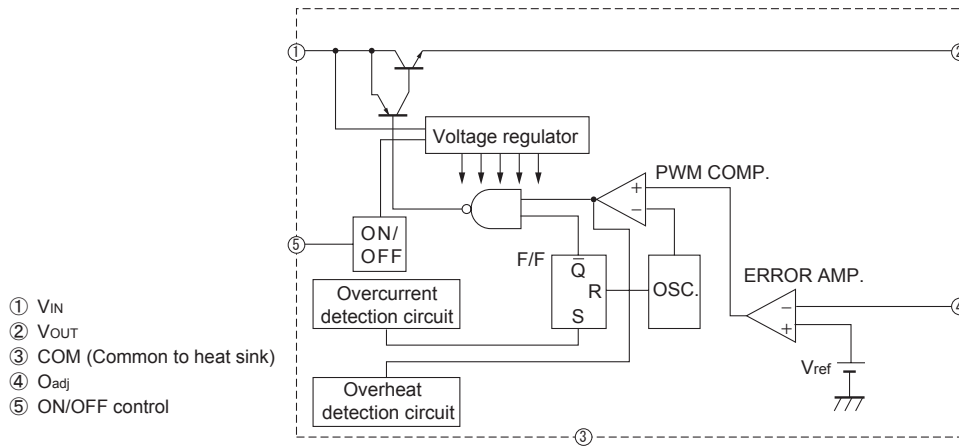 ①
②
Voltage regulator
PWM COMP.
+
−
⑤
ON/
OFF
F/F
Q̅
R
S
OSC.
ERROR AMP.
−
+
④
Vref
Overcurrent
detection circuit
Overheat
detection circuit
③
① VIN
② VOUT
③ COM (Common to heat sink)
④ Oadj
⑤ ON/OFF control